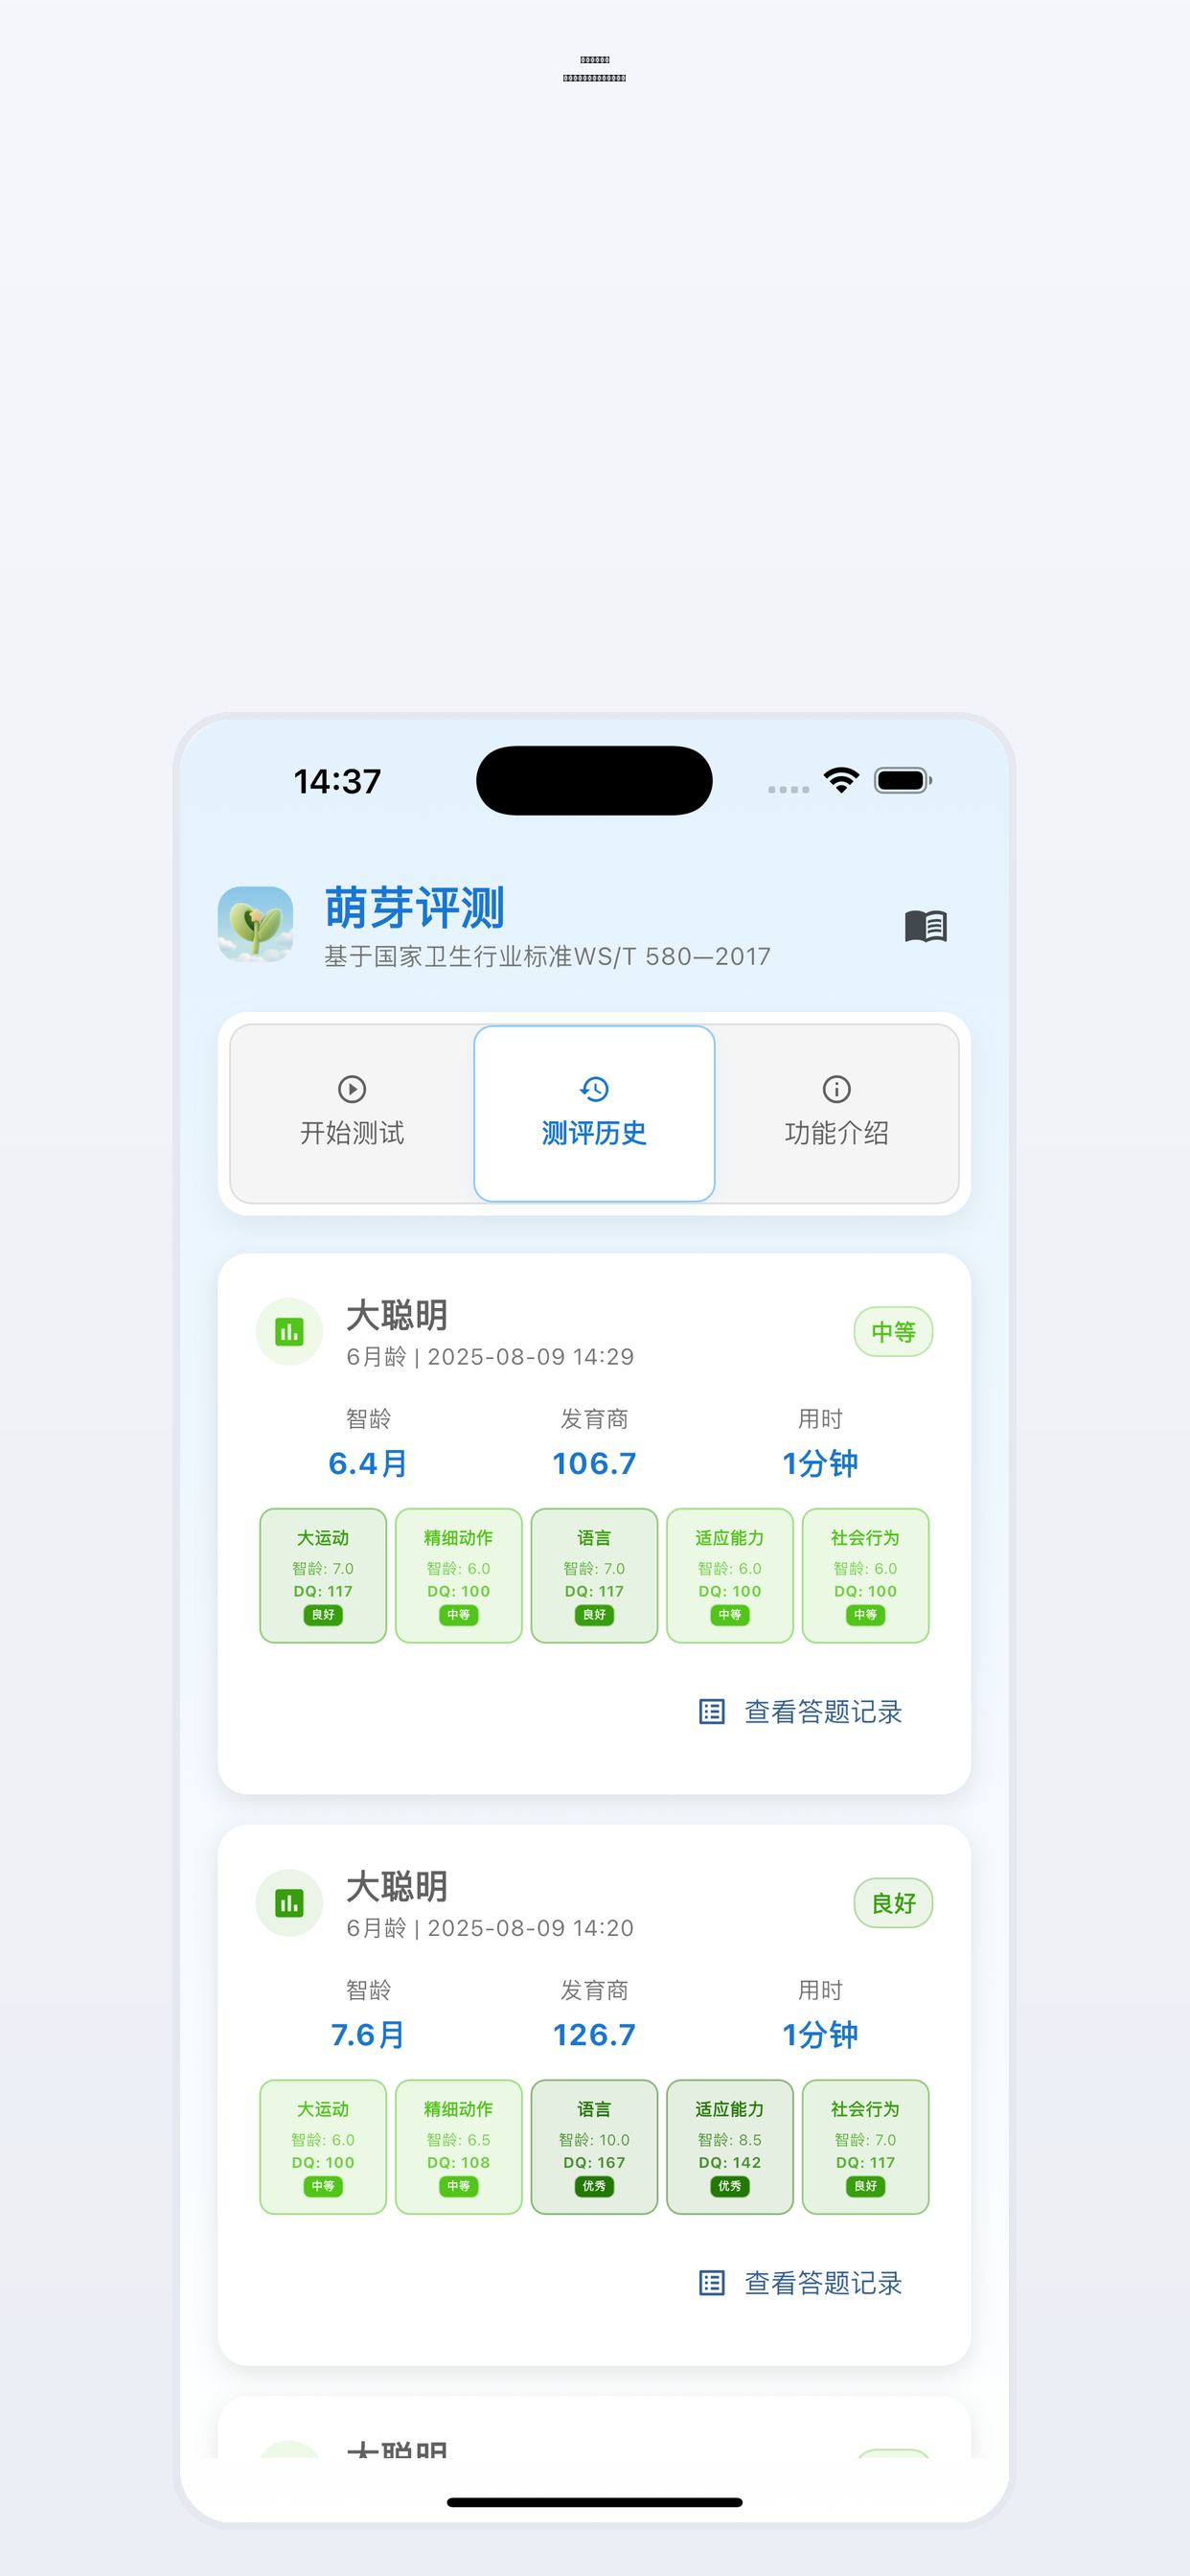 14:37
萌芽评测
基于国家卫生行业标准WS/T 580—2017
开始测试 测评历史 功能介绍
大聪明 中等
6月龄 | 2025-08-09 14:29
智龄 发育商 用时
6.4月 106.7 1分钟
大运动 精细动作 语言 适应能力 社会行为
智龄: 7.0 智龄: 6.0 智龄: 7.0 智龄: 6.0 智龄: 6.0
DQ: 117 DQ: 100 DQ: 117 DQ: 100 DQ: 100
良好 中等 良好 中等 中等
查看答题记录
大聪明 良好
6月龄 | 2025-08-09 14:20
智龄 发育商 用时
7.6月 126.7 1分钟
大运动 精细动作 语言 适应能力 社会行为
智龄: 6.0 智龄: 6.5 智龄: 10.0 智龄: 8.5 智龄: 7.0
DQ: 100 DQ: 108 DQ: 167 DQ: 142 DQ: 117
中等 中等 优秀 优秀 良好
查看答题记录
大聪明